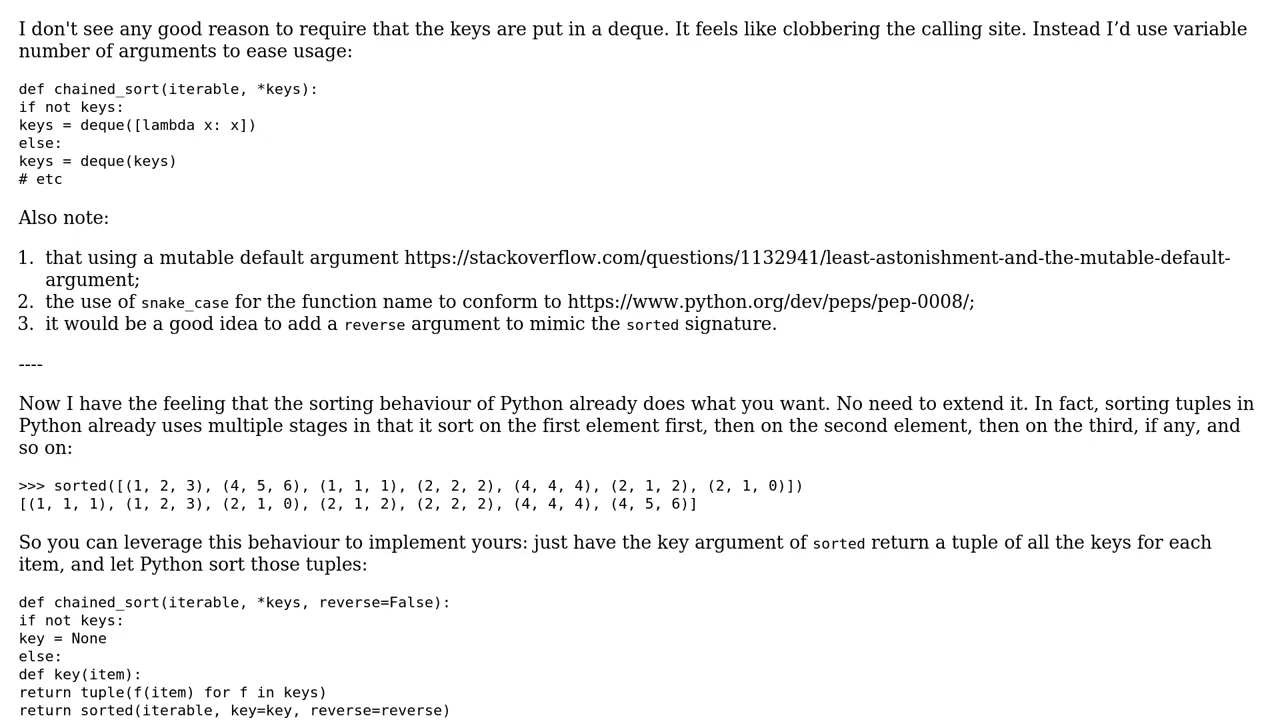 I don't see any good reason to require that the keys are put in a deque. It feels like clobbering the calling site. Instead I’d use variable
number of arguments to ease usage:
def chained_sort(iterable, *keys):
if not keys:
keys = deque([lambda x: x])
else:
keys = deque(keys)
# etc
Also note:
1. that using a mutable default argument https://stackoverflow.com/questions/1132941/least-astonishment-and-the-mutable-default-
argument;
2. the use of snake_case for the function name to conform to https://www.python.org/dev/peps/pep-0008/;
3. it would be a good idea to add a reverse argument to mimic the sorted signature.
----
Now I have the feeling that the sorting behaviour of Python already does what you want. No need to extend it. In fact, sorting tuples in
Python already uses multiple stages in that it sort on the first element first, then on the second element, then on the third, if any, and
so on:
>>> sorted([(1, 2, 3), (4, 5, 6), (1, 1, 1), (2, 2, 2), (4, 4, 4), (2, 1, 2), (2, 1, 0)])
[(1, 1, 1), (1, 2, 3), (2, 1, 0), (2, 1, 2), (2, 2, 2), (4, 4, 4), (4, 5, 6)]
So you can leverage this behaviour to implement yours: just have the key argument of sorted return a tuple of all the keys for each
item, and let Python sort those tuples:
def chained_sort(iterable, *keys, reverse=False):
if not keys:
key = None
else:
def key(item):
return tuple(f(item) for f in keys)
return sorted(iterable, key=key, reverse=reverse)